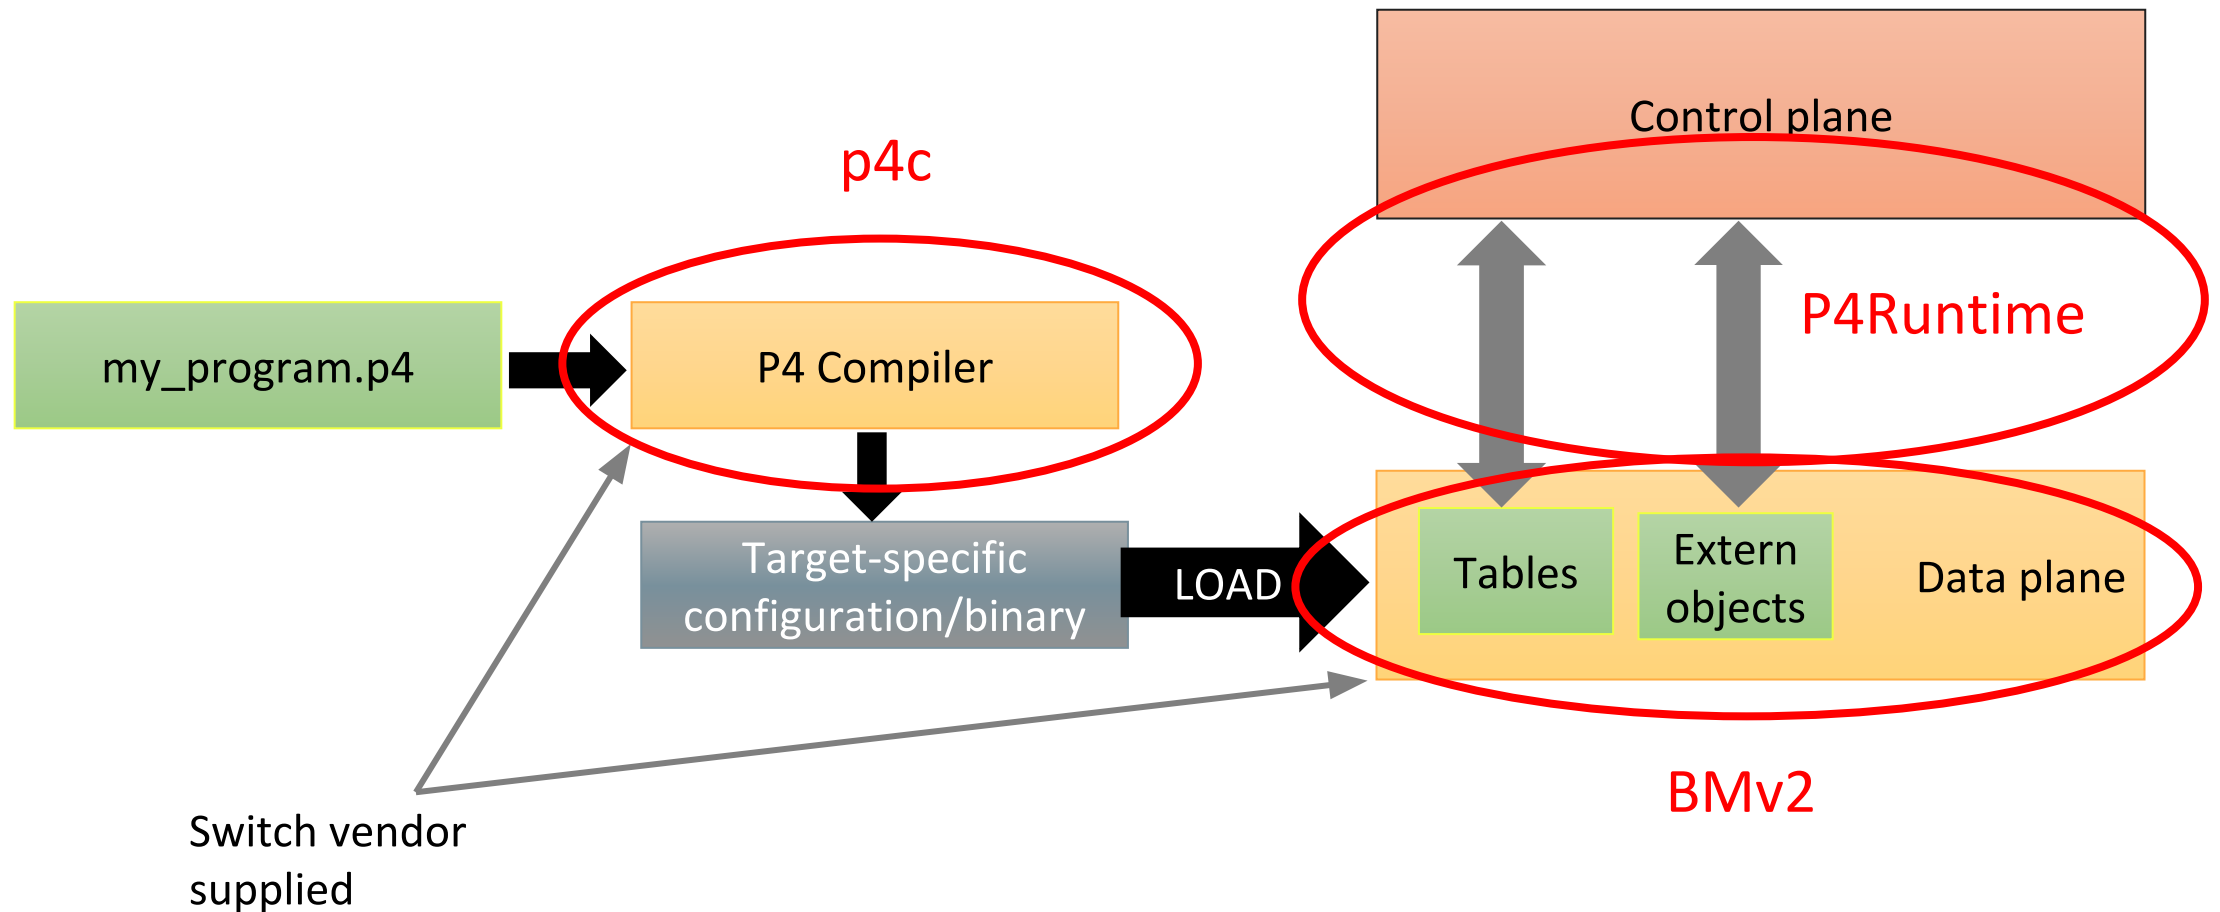 Control plane
p4c
P4Runtime
my_program.p4
P4 Compiler
Target-specific
configuration/binary
LOAD
Tables
Extern
objects
Data plane
BMv2
Switch vendor
supplied